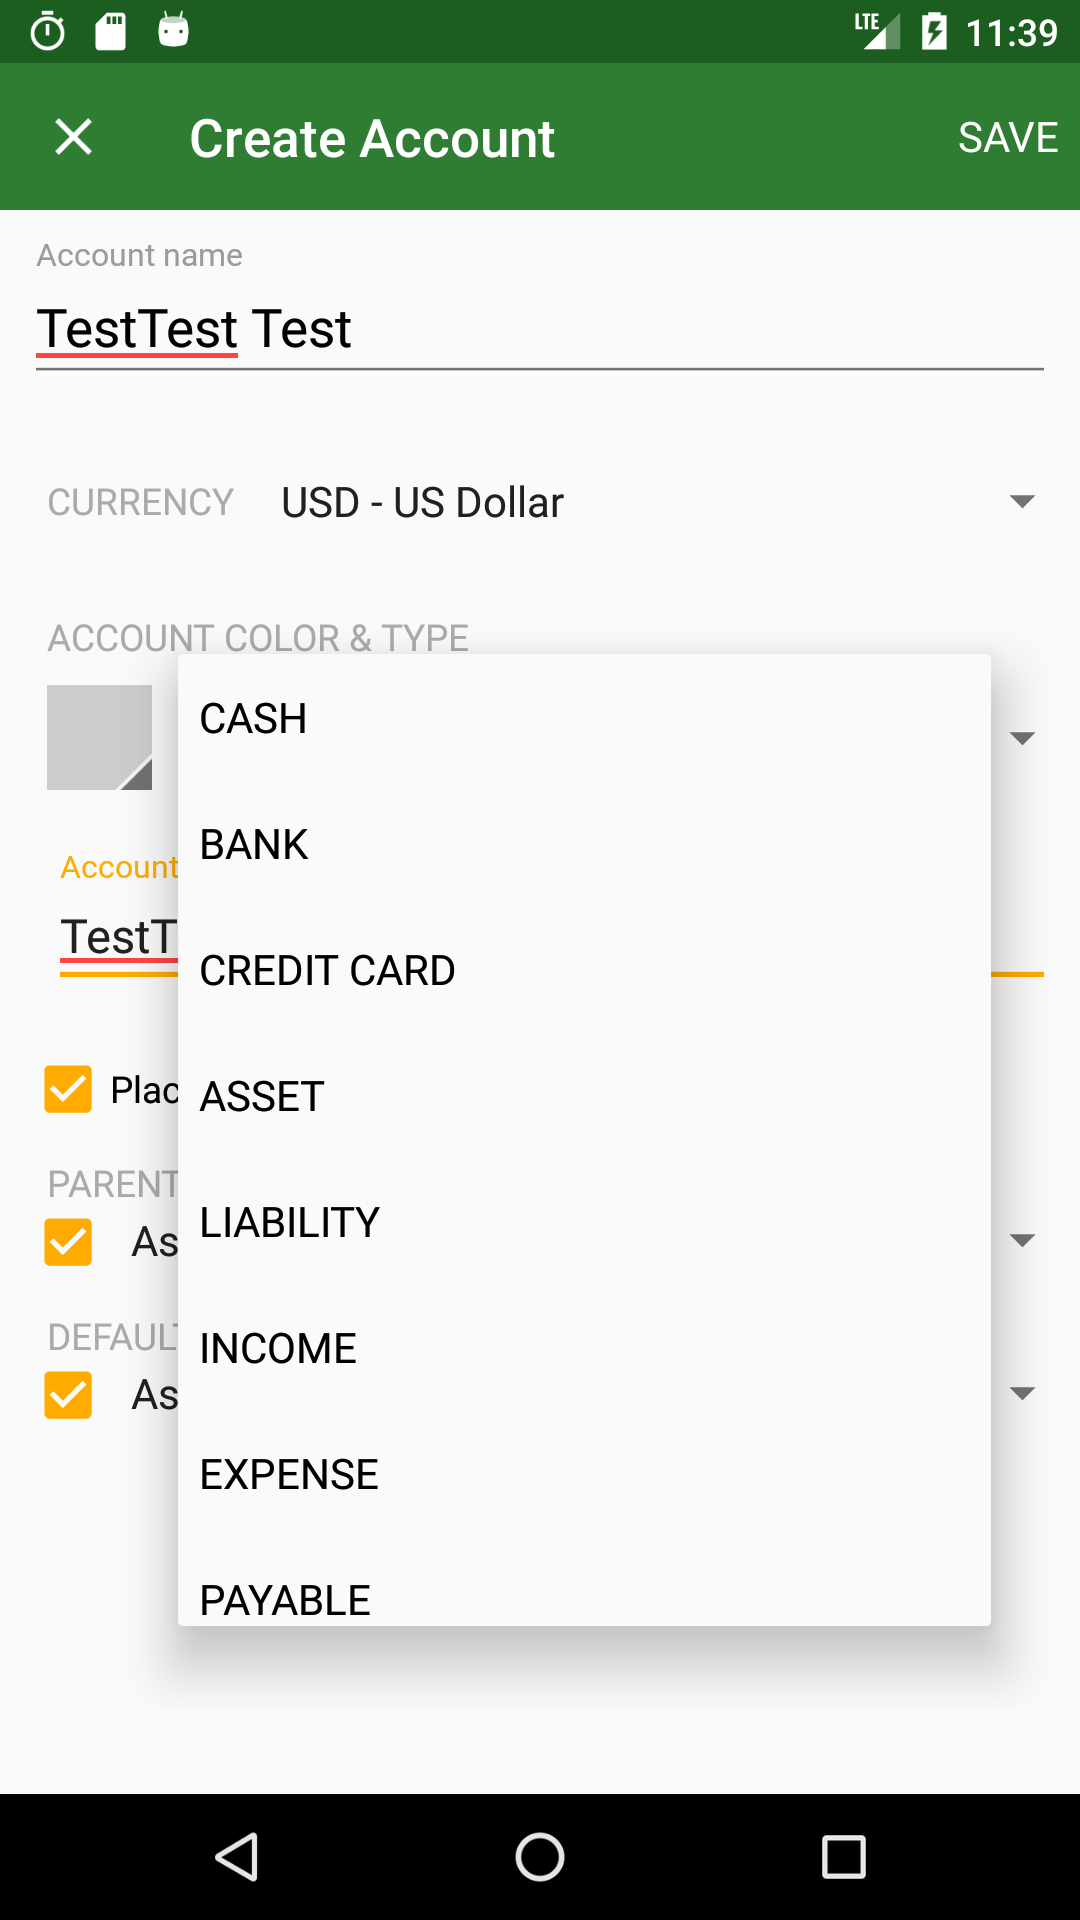 LTE 11:39
Create Account SAVE
Account name
TestTest Test
CURRENCY USD - US Dollar
ACCOUNT COLOR & TYPE
CASH
BANK
Account
TestT
CREDIT CARD
ASSET
Plac
PARENT
LIABILITY
As
DEFAULT
INCOME
As
EXPENSE
PAYABLE